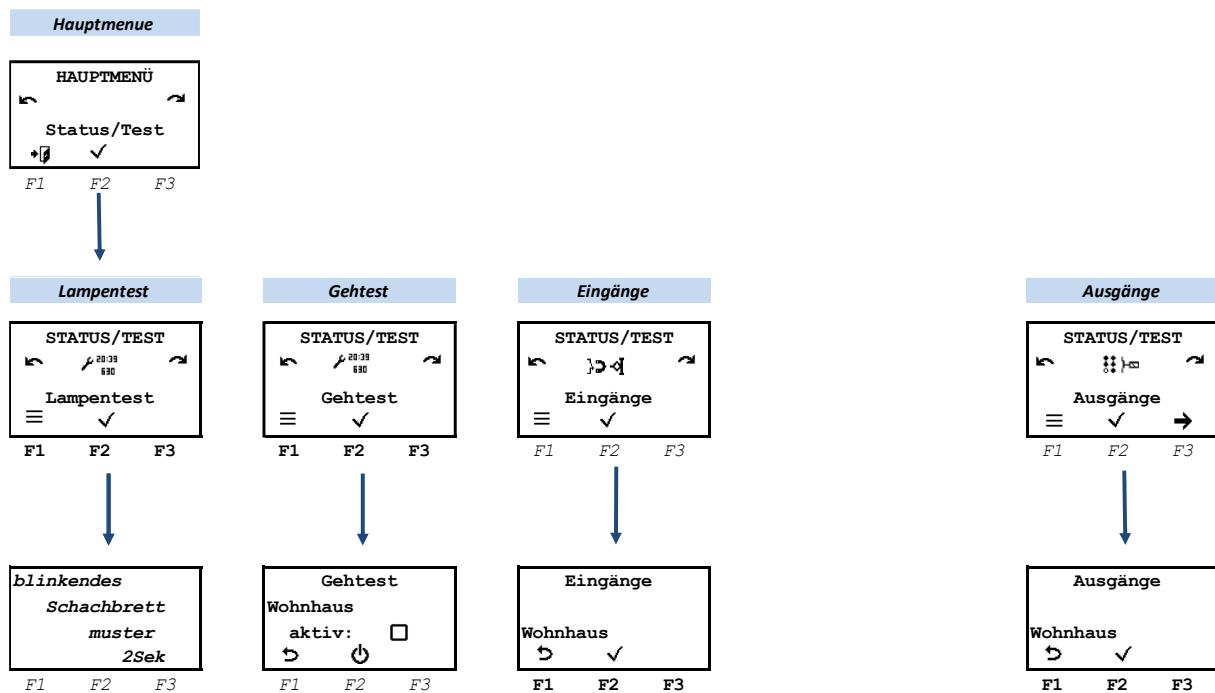 Hauptmenue
HAUPTMENÜ
Status/Test
F1 F2 F3
Lampentest
STATUS/TEST
20:39
630
Lampentest
F1 F2 F3
blinkendes
Schachbrett
muster
2Sek
F1 F2 F3
Gehtest
STATUS/TEST
20:39
630
Gehtest
F1 F2 F3
Gehtest
Wohnhaus
aktiv:
F1 F2 F3
Eingänge
STATUS/TEST
Eingänge
F1 F2 F3
Eingänge
Wohnhaus
F1 F2 F3
Ausgänge
STATUS/TEST
Ausgänge
F1 F2 F3
Ausgänge
Wohnhaus
F1 F2 F3